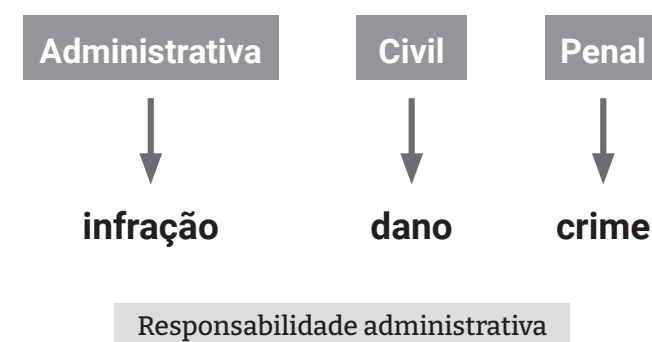 Administrativa Civil Penal
infração dano crime
Responsabilidade administrativa